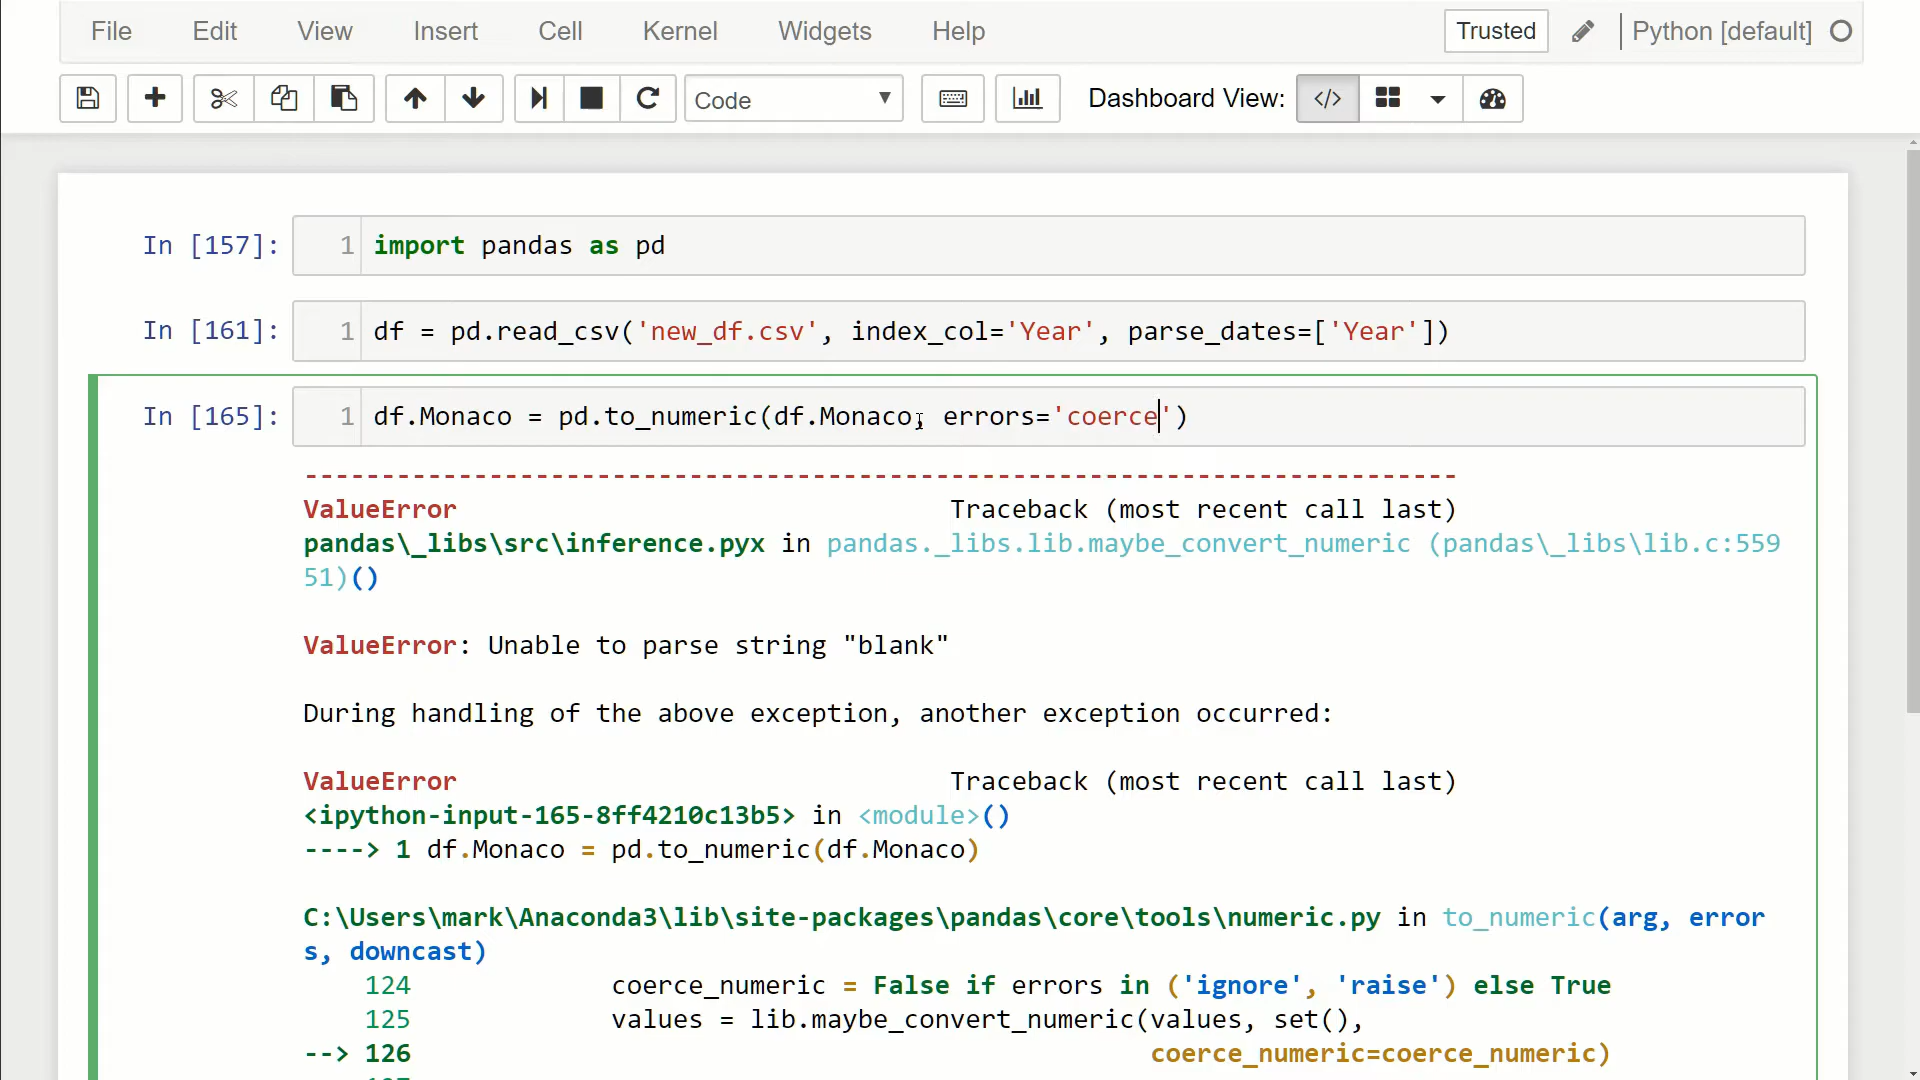 File Edit View Insert Cell Kernel Widgets Help Trusted Python [default]
Code Dashboard View: </>
In [157]: 1 import pandas as pd
In [161]: 1 df = pd.read_csv('new_df.csv', index_col='Year', parse_dates=['Year'])
In [165]: 1 df.Monaco = pd.to_numeric(df.Monaco, errors='coerce')
---------------------------------------------------------------------------
ValueError Traceback (most recent call last)
pandas\_libs\src\inference.pyx in pandas._libs.lib.maybe_convert_numeric (pandas\_libs\lib.c:559
51)()
ValueError: Unable to parse string "blank"
During handling of the above exception, another exception occurred:
ValueError Traceback (most recent call last)
<ipython-input-165-8ff4210c13b5> in <module>()
----> 1 df.Monaco = pd.to_numeric(df.Monaco)
C:\Users\mark\Anaconda3\lib\site-packages\pandas\core\tools\numeric.py in to_numeric(arg, error
s, downcast)
124 coerce_numeric = False if errors in ('ignore', 'raise') else True
125 values = lib.maybe_convert_numeric(values, set(),
--> 126 coerce_numeric=coerce_numeric)